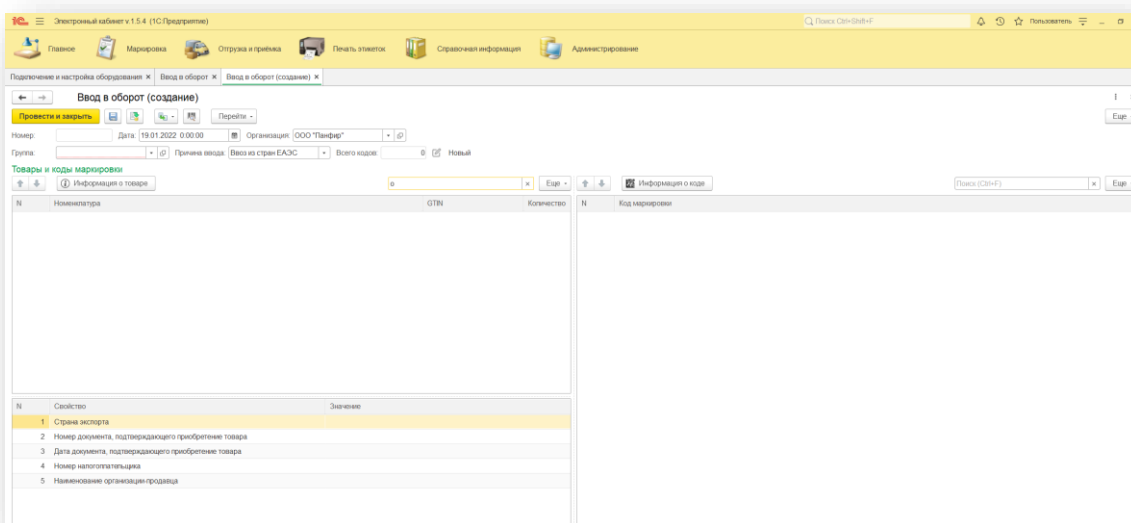 1С Электронный кабинет v.1.5.4 (1С:Предприятие) Поиск Ctrl+Shift+F Пользователь
Главное Маркировка Отгрузка и приёмка Печать этикеток Справочная информация Администрирование
Подключение и настройка оборудования × Ввод в оборот × Ввод в оборот (создание) ×
Ввод в оборот (создание)
Провести и закрыть Перейти Еще
Номер: Дата: 19.01.2022 0:00:00 Организация: ООО "Панфир"
Группа: Причина ввода: Ввоз из стран ЕАЭС Всего кодов: 0 Новый
Товары и коды маркировки
Информация о товаре о × Еще Информация о коде Поиск (Ctrl+F) × Еще
N Номенклатура GTIN Количество N Код маркировки
N Свойство Значение
1 Страна экспорта
2 Номер документа, подтверждающего приобретение товара
3 Дата документа, подтверждающего приобретение товара
4 Номер налогоплательщика
5 Наименование организации-продавца